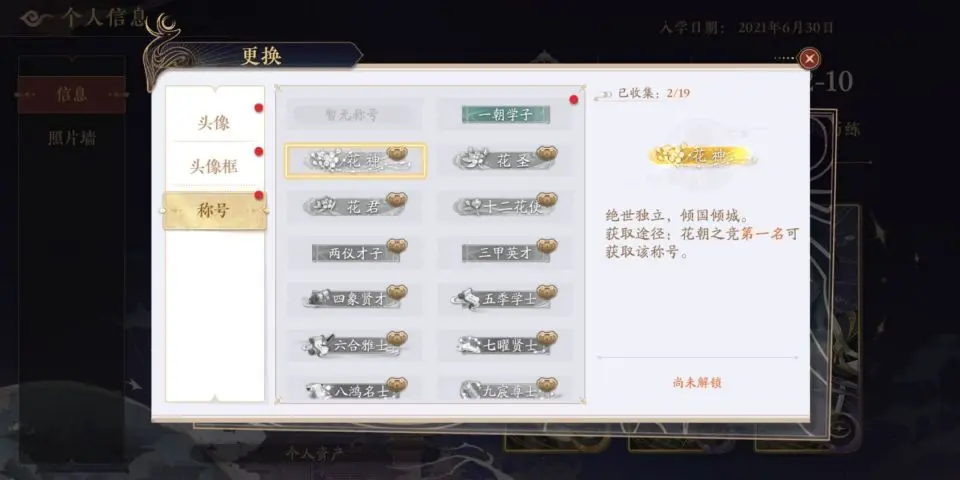 个人信息
入学日期： 2021年6月30日
更换
信息
照片墙
头像
头像框
称号
暂无称号
一朝学子
花神
花圣
花君
十二花使
两仪才子
三甲英才
四象贤才
五季学士
六合雅士
七曜贤士
八鸿名士
九宸尊士
已收集：2/19
花神
绝世独立，倾国倾城。
获取途径：花朝之竞第一名可
获取该称号。
尚未解锁
-10
个人资产